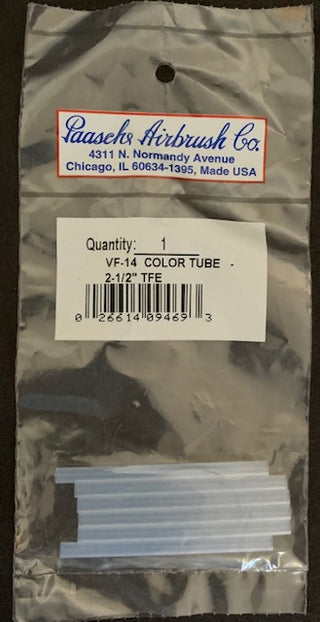 Paasche Airbrush Co.
4311 N. Normandy Avenue
Chicago, IL 60634-1395, Made USA
Quantity: 1
VF-14 COLOR TUBE -
2-1/2" TFE
0 26614 09469 3